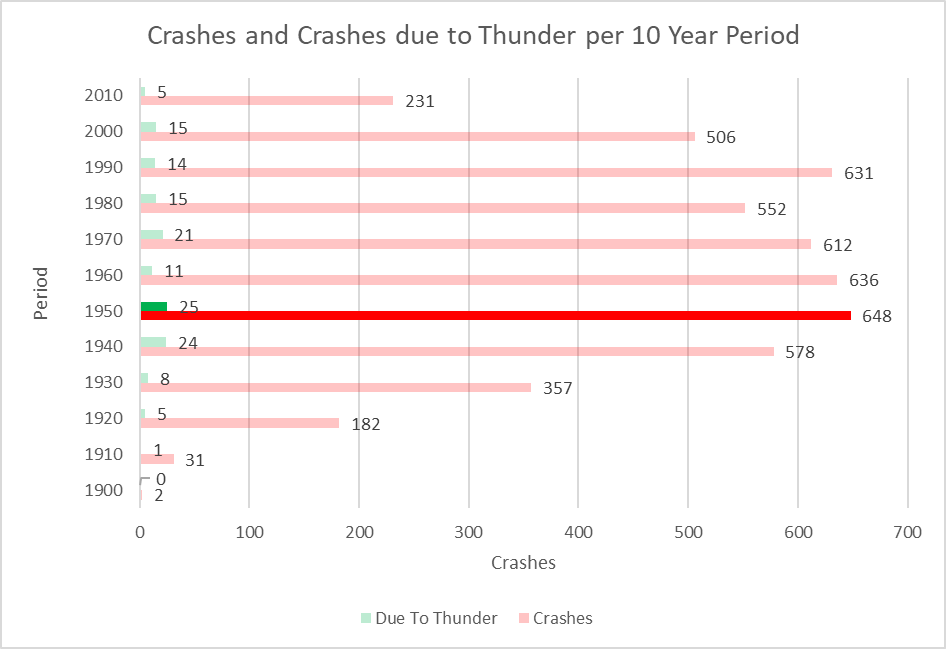 Crashes and Crashes due to Thunder per 10 Year Period
Period
2010 5 231
2000 15 506
1990 14 631
1980 15 552
1970 21 612
1960 11 636
1950 25 648
1940 24 578
1930 8 357
1920 5 182
1910 1 31
1900 0 2
0 100 200 300 400 500 600 700
Crashes
Due To Thunder Crashes